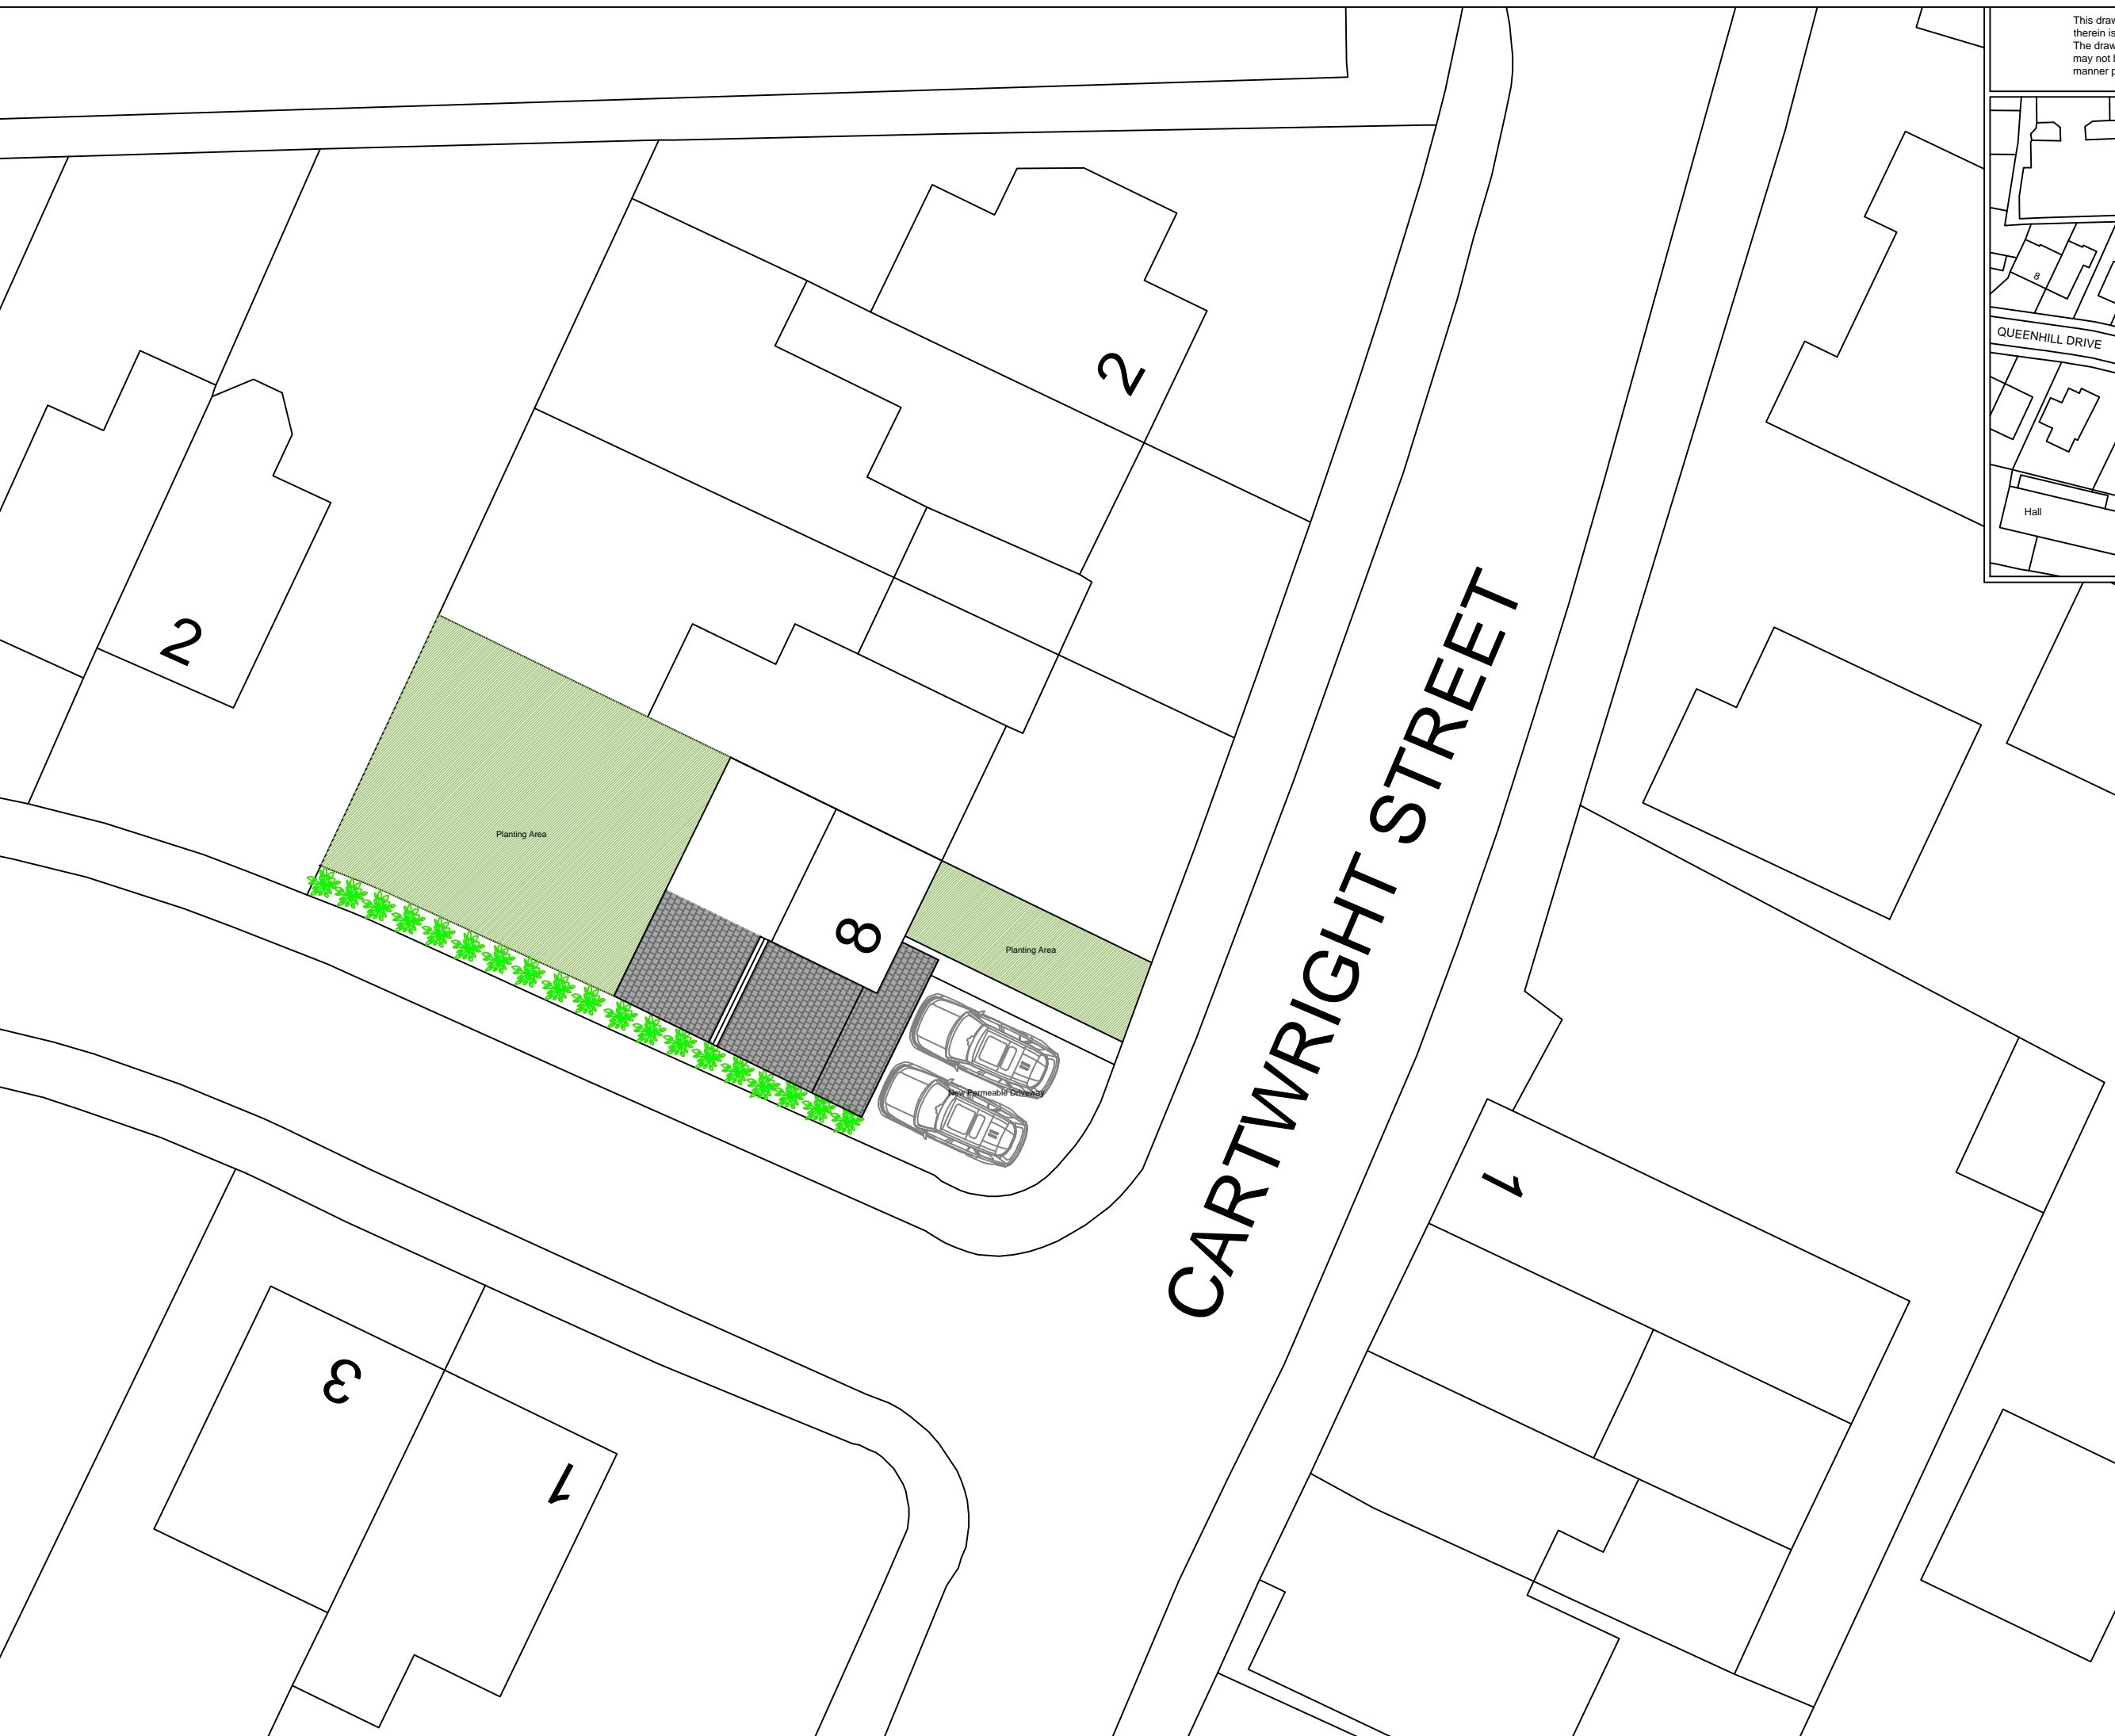 This draw
therein is
The draw
may not b
manner p
8
QUEENHILL DRIVE
Hall
2
2
Planting Area
8
Planting Area
New Permeable Driveway
CARTWRIGHT STREET
1
3
1